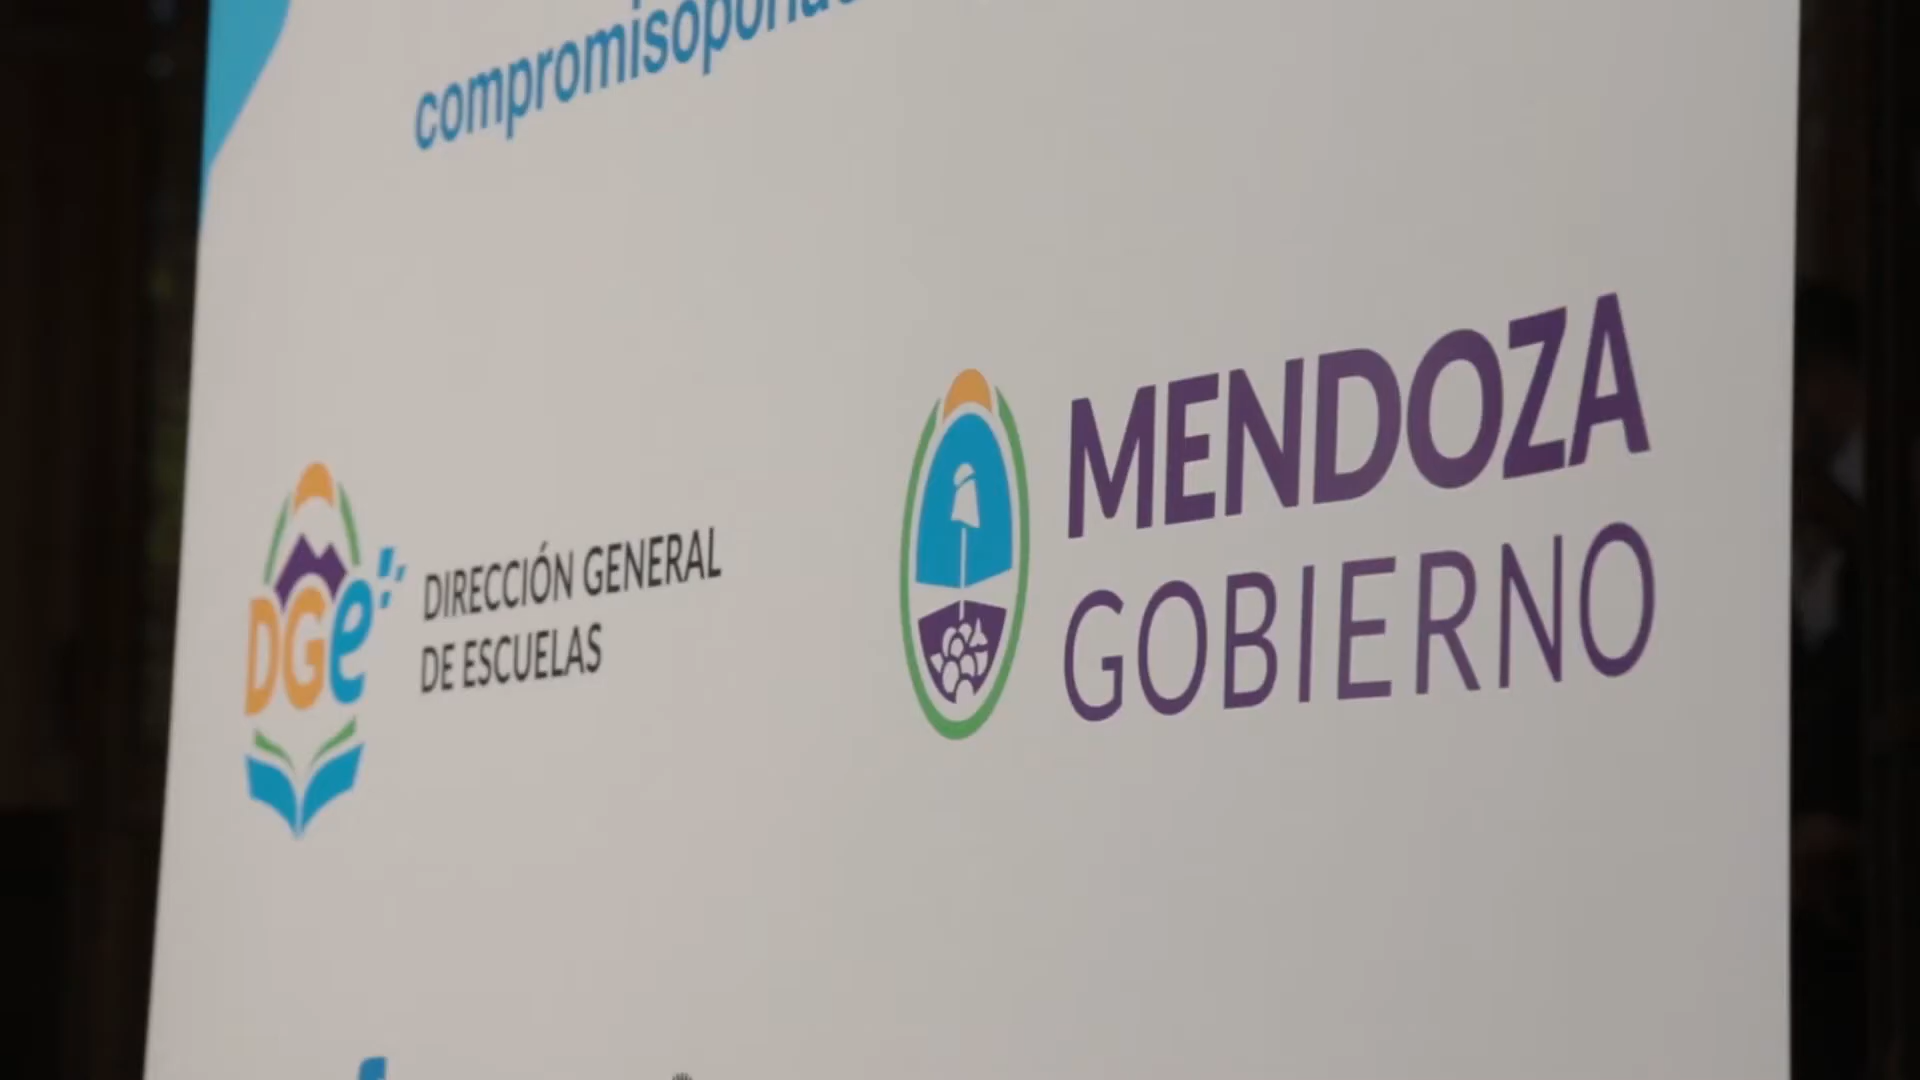 DGe
DIRECCIÓN GENERAL
DE ESCUELAS
MENDOZA
GOBIERNO